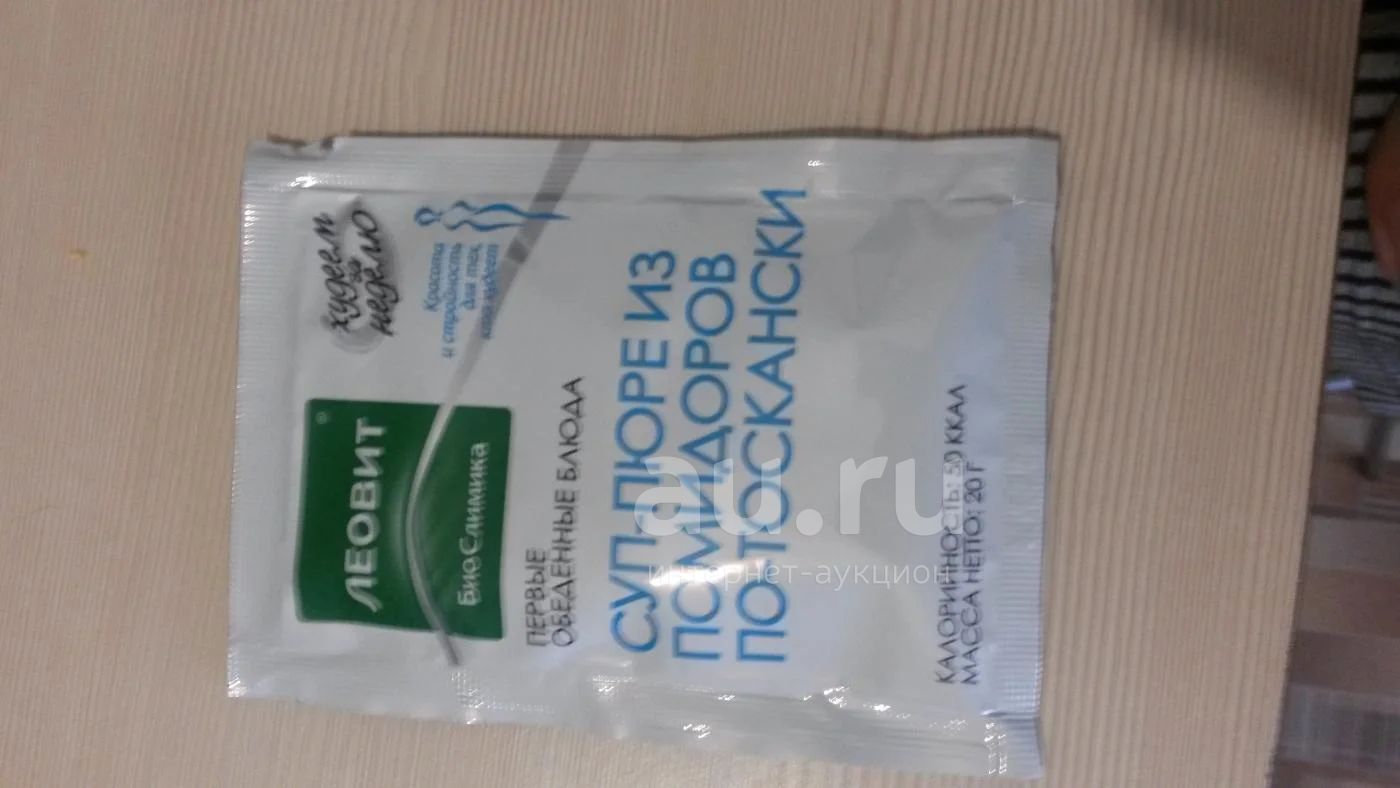 ЛЕОВИТ
®
БиоСлимика
худеем
за
неделю
Красота
и стройность
для тех,
кто худеет
ПЕРВЫЕ
ОБЕДЕННЫЕ БЛЮДА
СУП-ПЮРЕ ИЗ
ПОМИДОРОВ
ПО-ТОСКАНСКИ
КАЛОРИЙНОСТЬ: 50 ККАЛ
МАССА НЕТТО: 20 Г
au.ru
интернет-аукцион